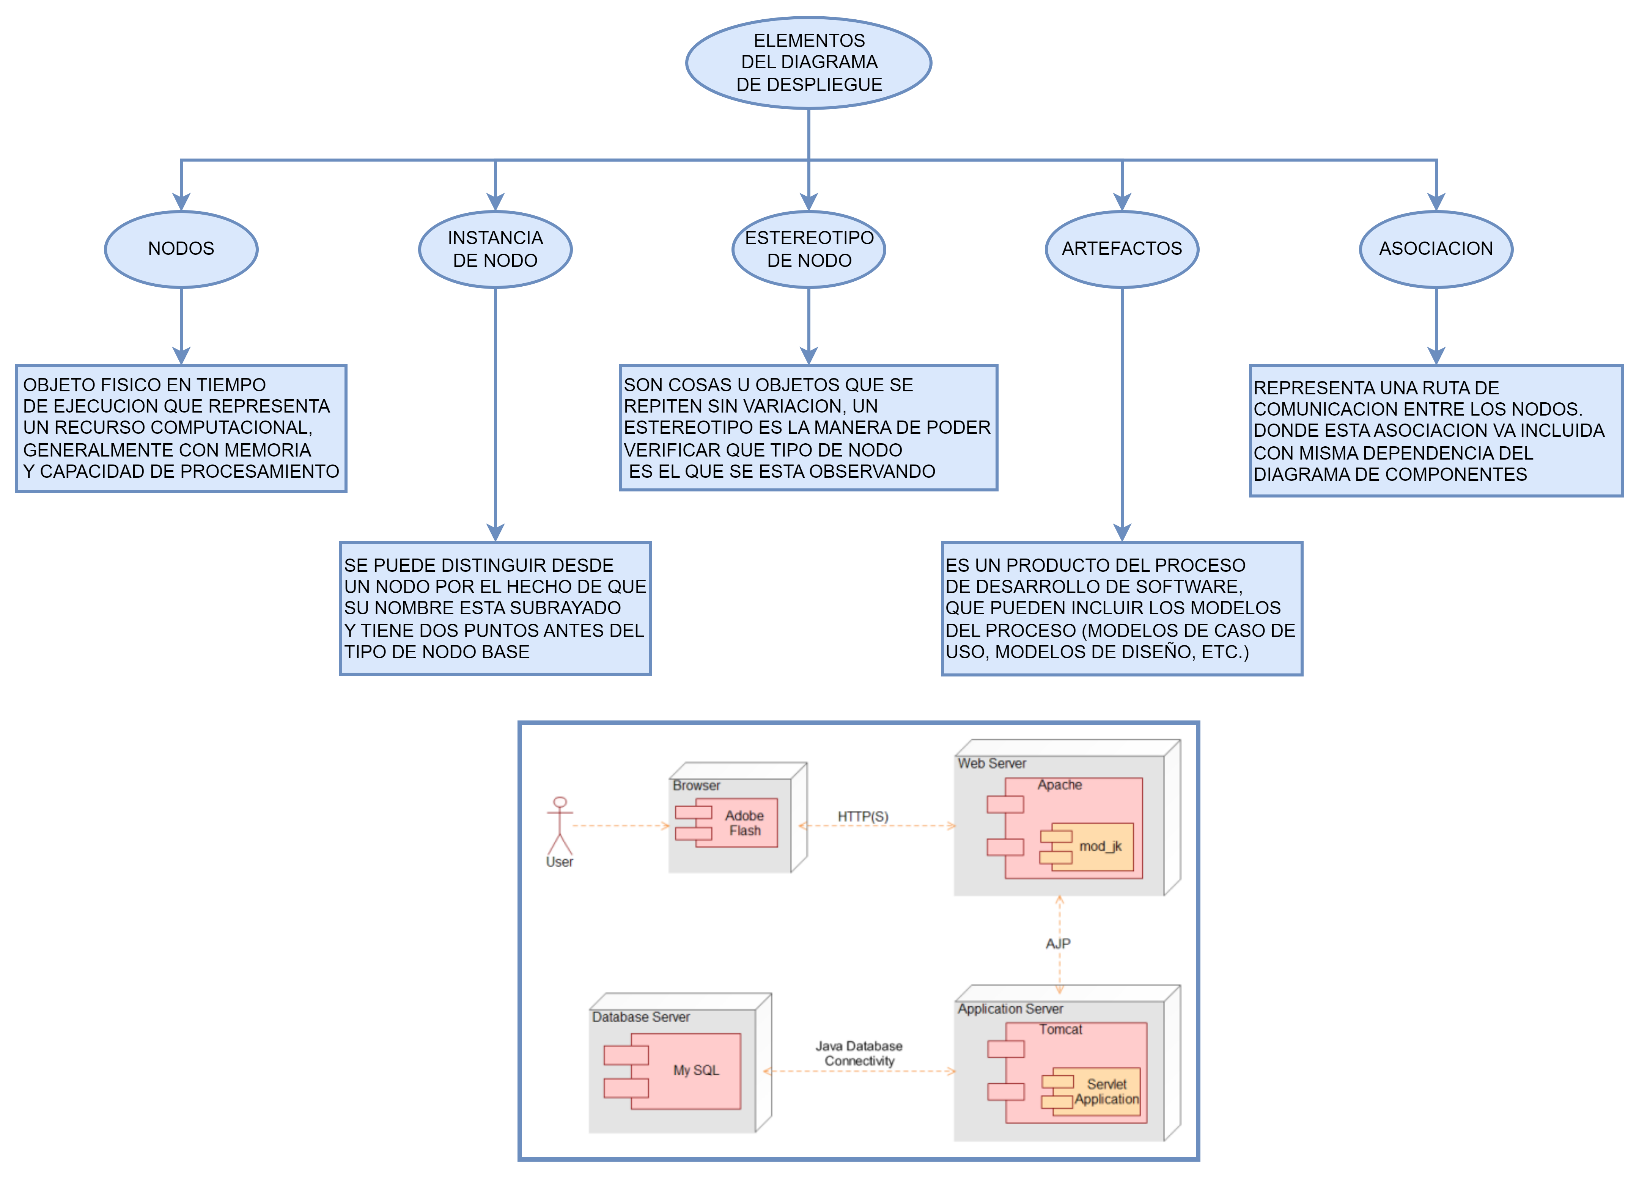 ELEMENTOS
DEL DIAGRAMA
DE DESPLIEGUE
NODOS
INSTANCIA
DE NODO
ESTEREOTIPO
DE NODO
ARTEFACTOS
ASOCIACION
OBJETO FISICO EN TIEMPO
DE EJECUCION QUE REPRESENTA
UN RECURSO COMPUTACIONAL,
GENERALMENTE CON MEMORIA
Y CAPACIDAD DE PROCESAMIENTO
SON COSAS U OBJETOS QUE SE
REPITEN SIN VARIACION, UN
ESTEREOTIPO ES LA MANERA DE PODER
VERIFICAR QUE TIPO DE NODO
ES EL QUE SE ESTA OBSERVANDO
REPRESENTA UNA RUTA DE
COMUNICACION ENTRE LOS NODOS.
DONDE ESTA ASOCIACION VA INCLUIDA
CON MISMA DEPENDENCIA DEL
DIAGRAMA DE COMPONENTES
SE PUEDE DISTINGUIR DESDE
UN NODO POR EL HECHO DE QUE
SU NOMBRE ESTA SUBRAYADO
Y TIENE DOS PUNTOS ANTES DEL
TIPO DE NODO BASE
ES UN PRODUCTO DEL PROCESO
DE DESARROLLO DE SOFTWARE,
QUE PUEDEN INCLUIR LOS MODELOS
DEL PROCESO (MODELOS DE CASO DE
USO, MODELOS DE DISEÑO, ETC.)
User
Browser
Adobe
Flash
HTTP(S)
Web Server
Apache
mod_jk
AJP
Database Server
My SQL
Java Database
Connectivity
Application Server
Tomcat
Servlet
Application